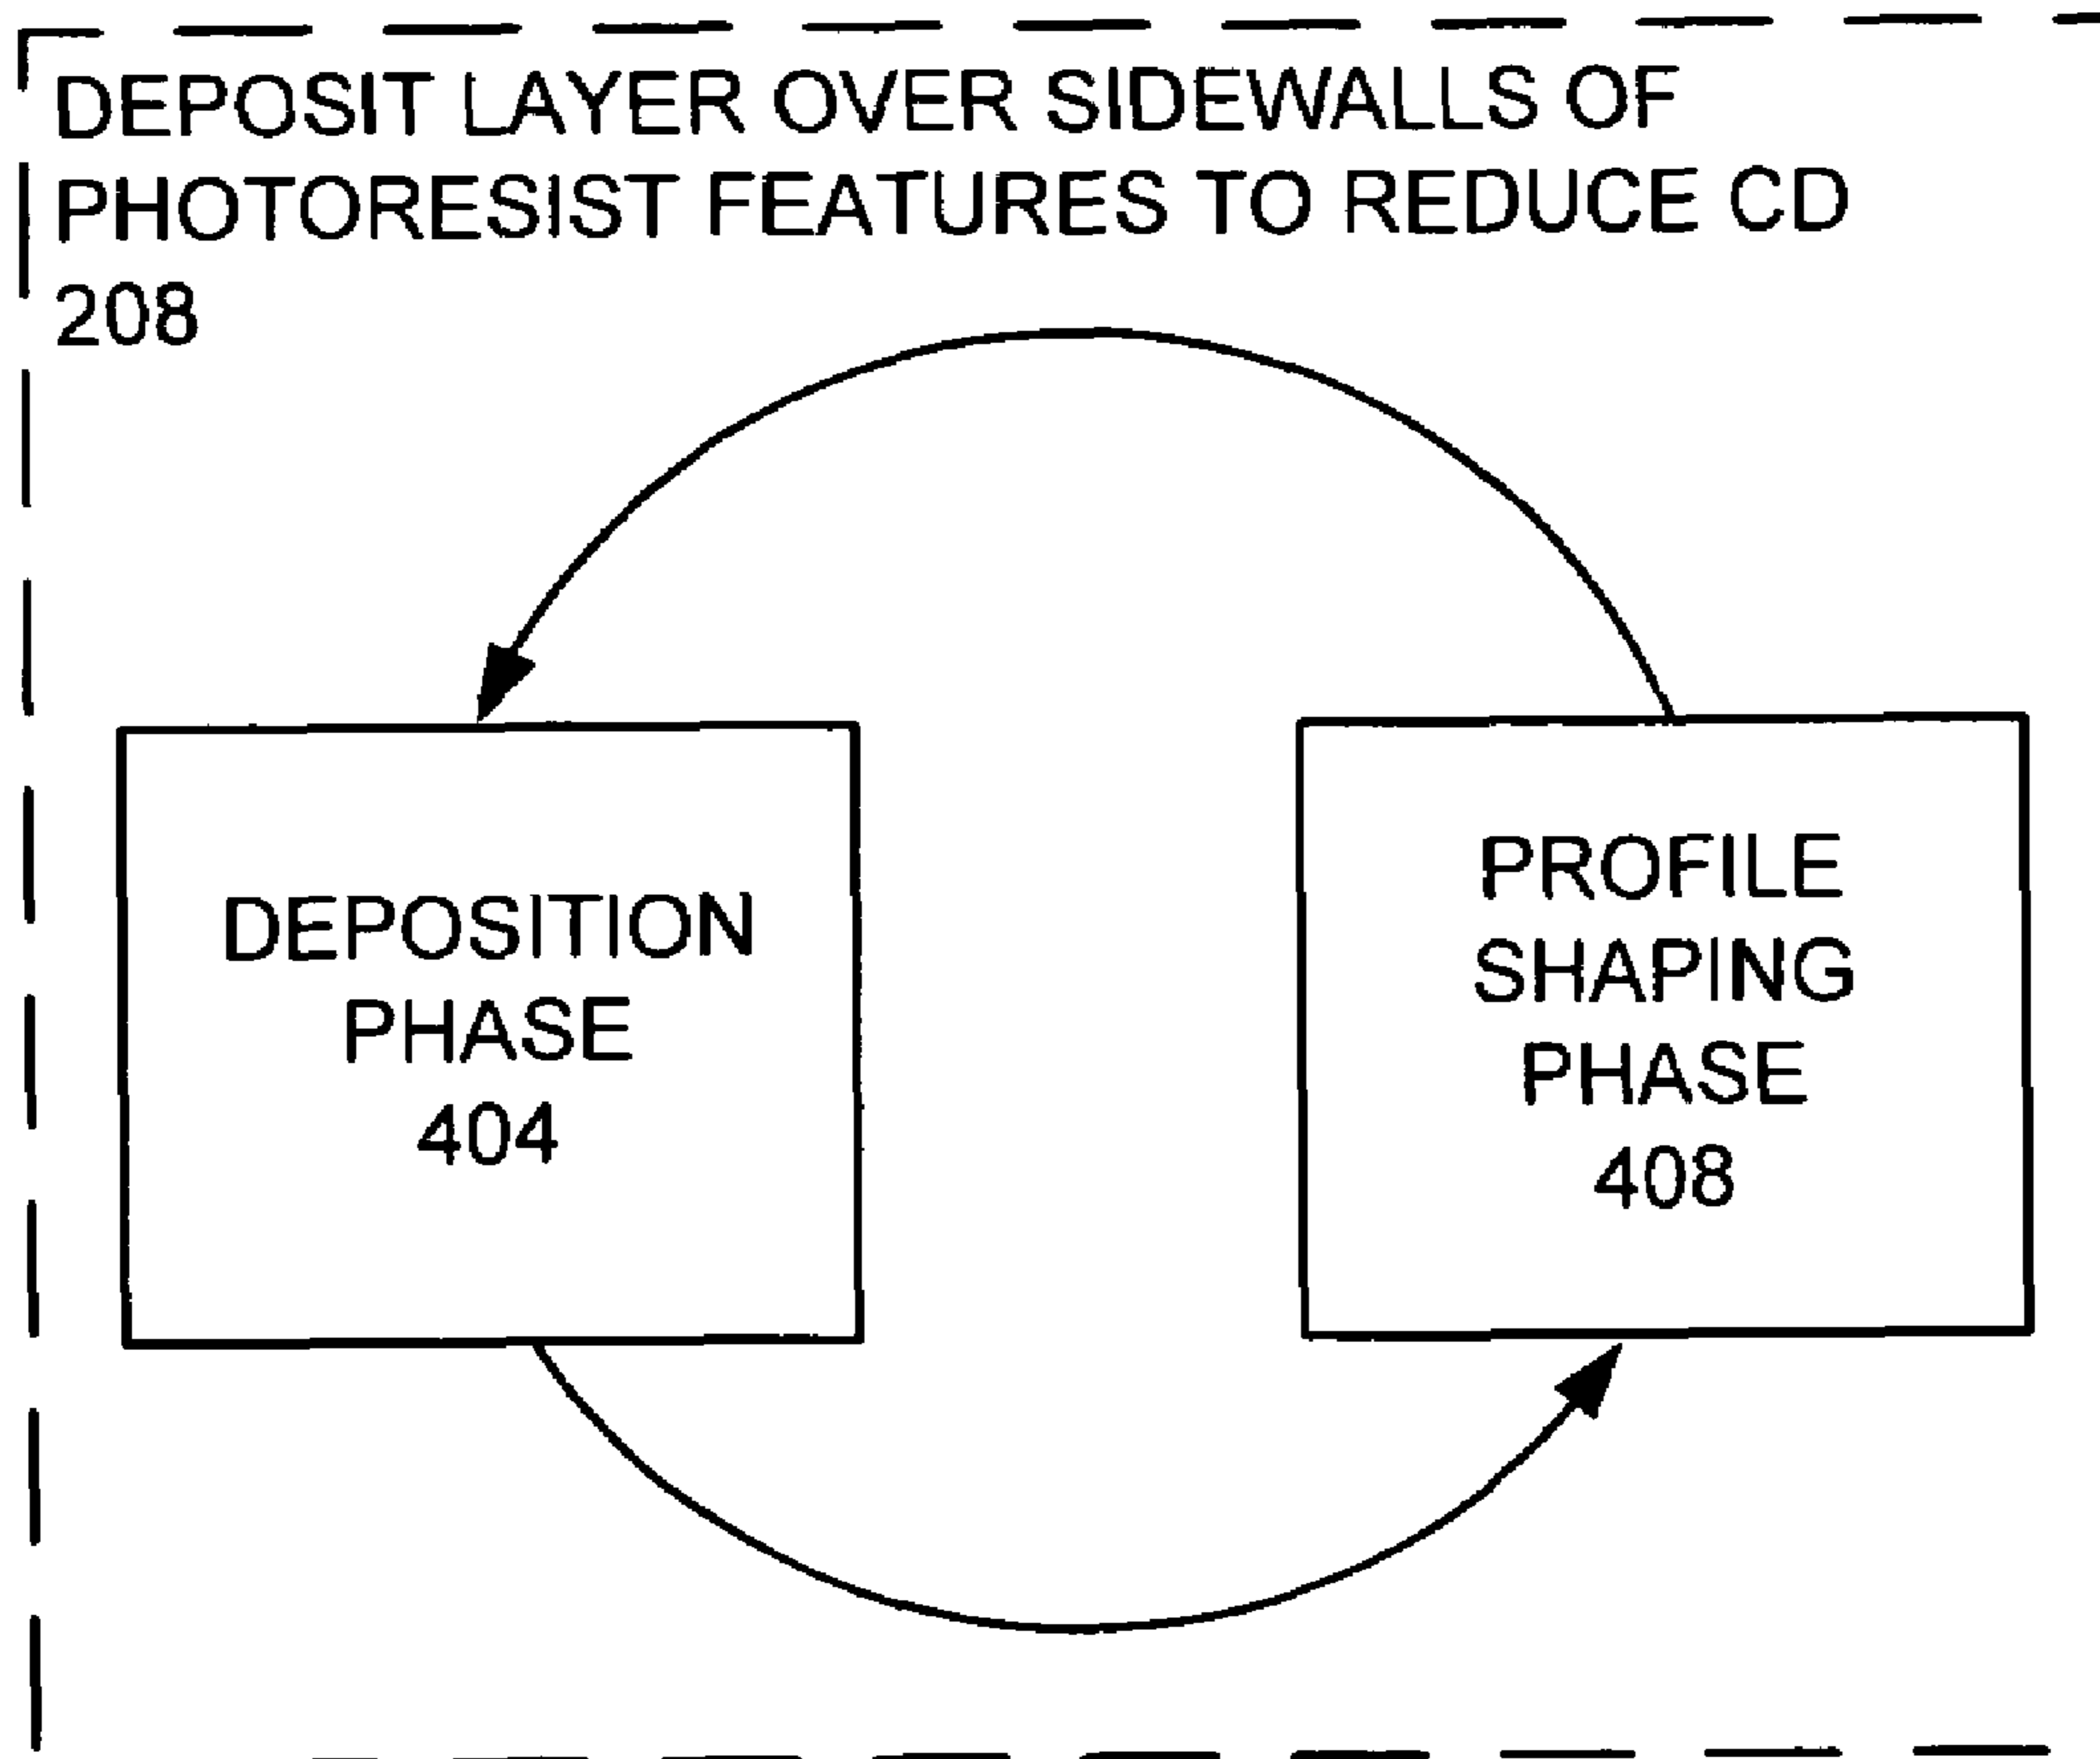 DEPOSIT LAYER OVER SIDEWALLS OF
PHOTORESIST FEATURES TO REDUCE CD
208
DEPOSITION
PHASE
404
PROFILE
SHAPING
PHASE
408